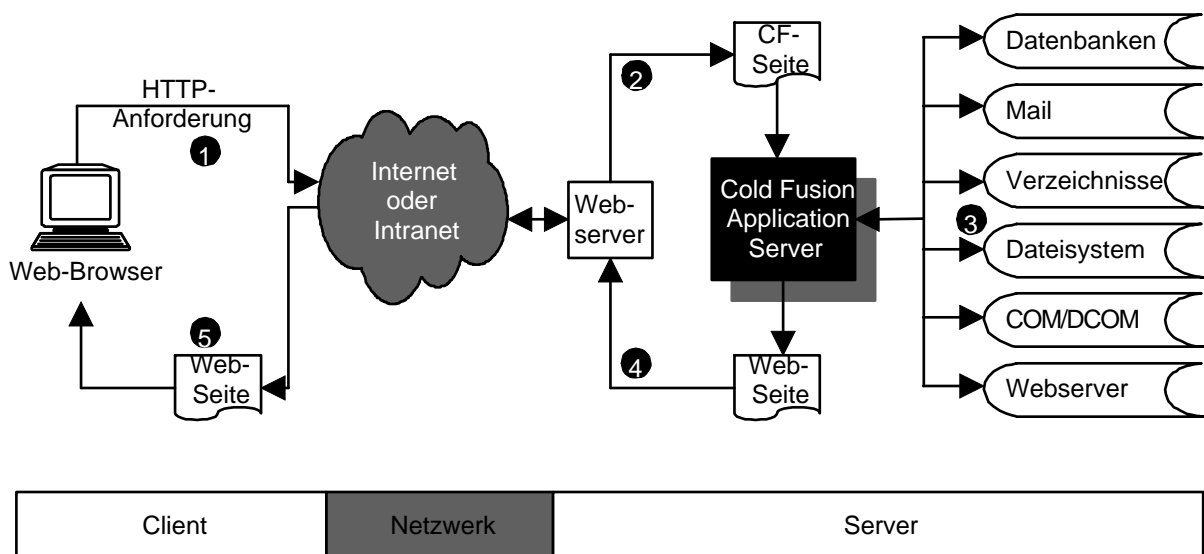 HTTP-
Anforderung
1
Web-Browser
5
Web-
Seite
Internet
oder
Intranet
Web-
server
2
CF-
Seite
Cold Fusion
Application
Server
4
Web-
Seite
3
Datenbanken
Mail
Verzeichnisse
Dateisystem
COM/DCOM
Webserver
Client
Netzwerk
Server